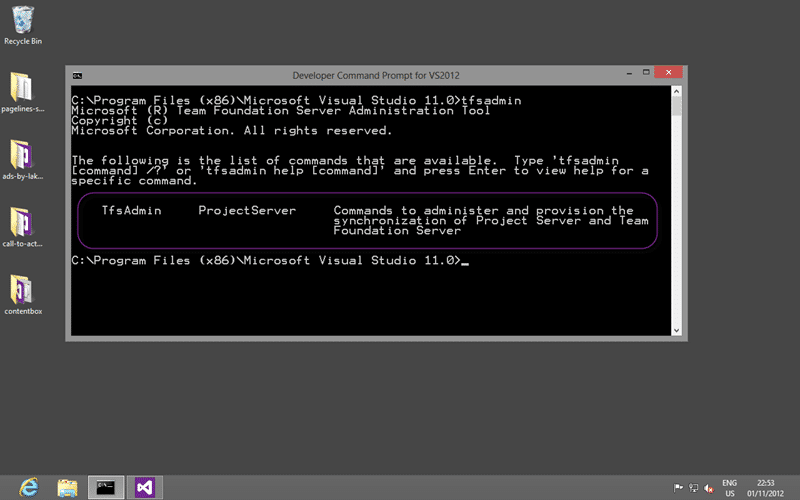 Recycle Bin
pagelines-s...
ads-by-lak...
call-to-act...
contentbox
Developer Command Prompt for VS2012
C:\Program Files (x86)\Microsoft Visual Studio 11.0>tfsadmin
Microsoft (R) Team Foundation Server Administration Tool
Copyright (c)
Microsoft Corporation. All rights reserved.
The following is the list of commands that are available.  Type 'tfsadmin
[command] /?' or 'tfsadmin help [command]' and press Enter to view help for a
specific command.
TfsAdmin ProjectServer Commands to administer and provision the
synchronization of Project Server and Team
Foundation Server
C:\Program Files (x86)\Microsoft Visual Studio 11.0>_
ENG 22:53
US 01/11/2012